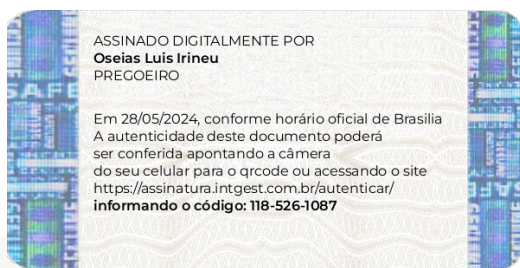 ASSINADO DIGITALMENTE POR
Oseias Luis Irineu
PREGOEIRO
Em 28/05/2024, conforme horário oficial de Brasilia
A autenticidade deste documento poderá
ser conferida apontando a câmera
do seu celular para o qrcode ou acessando o site
https://assinatura.intgest.com.br/autenticar/
informando o código: 118-526-1087